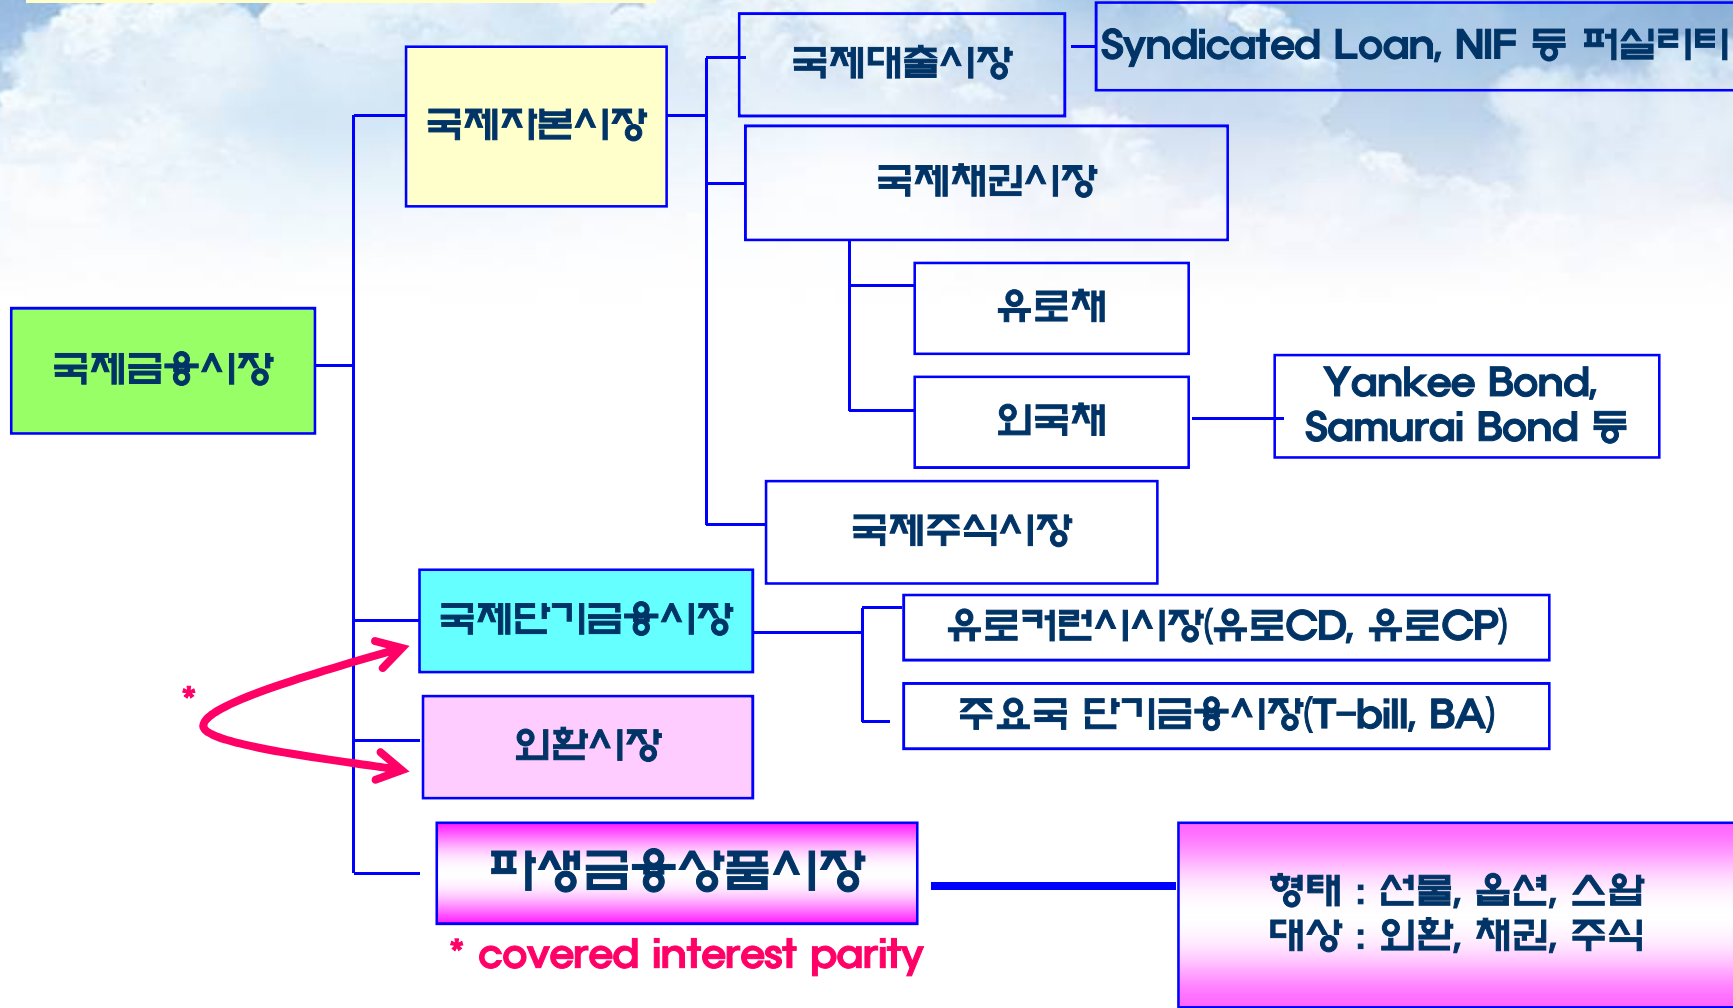 국제대출시장
Syndicated Loan, NIF 등 퍼실리티
국제자본시장
국제채권시장
유로채
국제금융시장
외국채
Yankee Bond,
Samurai Bond 등
국제주식시장
국제단기금융시장
유로커런시시장(유로CD, 유로CP)
*
주요국 단기금융시장(T-bill, BA)
외환시장
파생금융상품시장
형태 : 선물, 옵션, 스왑
대상 : 외환, 채권, 주식
* covered interest parity